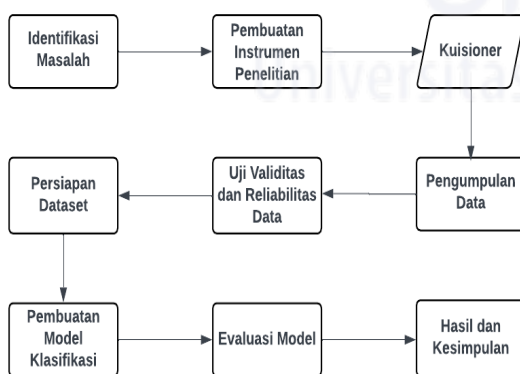 Identifikasi
Masalah
Pembuatan
Instrumen
Penelitian
Kuisioner
Universitas
Pengumpulan
Data
Uji Validitas
dan Reliabilitas
Data
Persiapan
Dataset
Pembuatan
Model
Klasifikasi
Evaluasi Model
Hasil dan
Kesimpulan